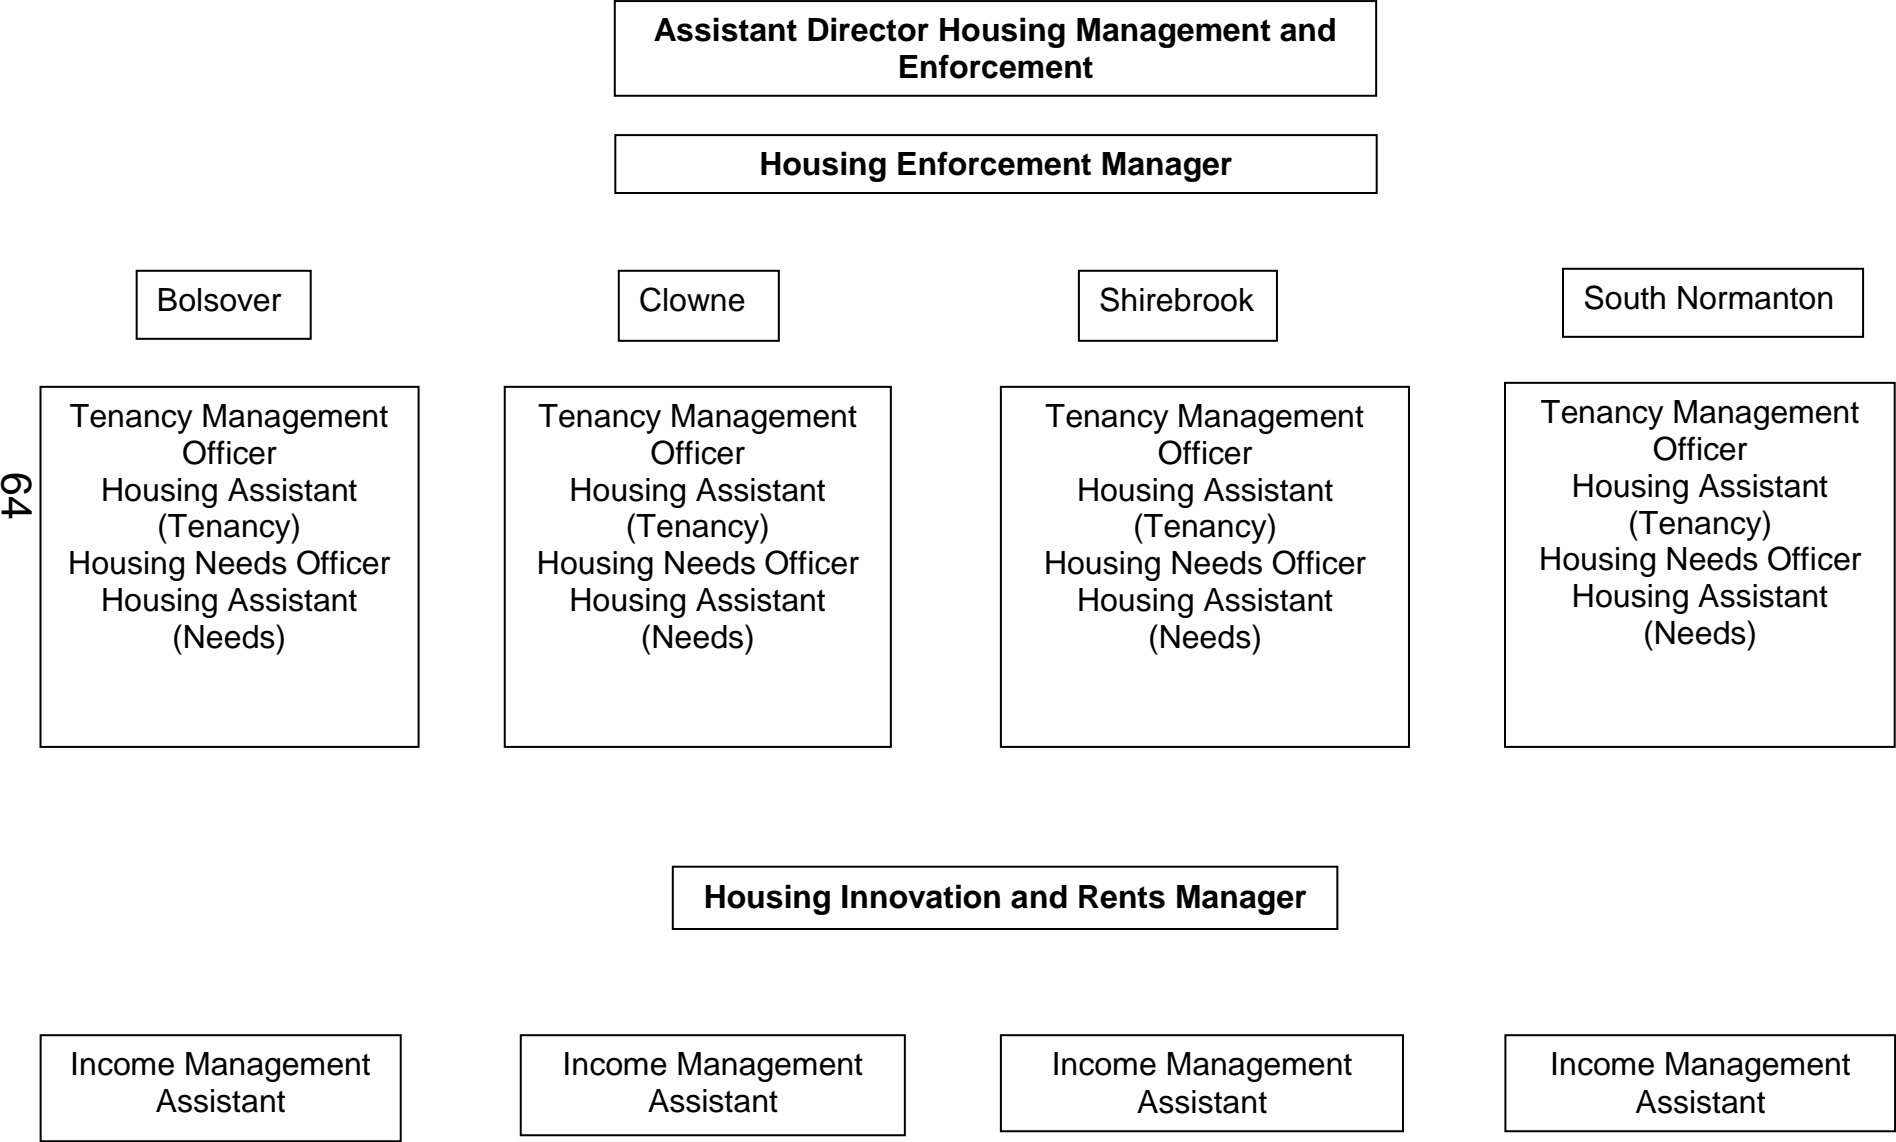 Assistant Director Housing Management and
Enforcement
Housing Enforcement Manager
Bolsover
Clowne
Shirebrook
South Normanton
Tenancy Management
Officer
Housing Assistant
(Tenancy)
Housing Needs Officer
Housing Assistant
(Needs)
Tenancy Management
Officer
Housing Assistant
(Tenancy)
Housing Needs Officer
Housing Assistant
(Needs)
Tenancy Management
Officer
Housing Assistant
(Tenancy)
Housing Needs Officer
Housing Assistant
(Needs)
Tenancy Management
Officer
Housing Assistant
(Tenancy)
Housing Needs Officer
Housing Assistant
(Needs)
64
Housing Innovation and Rents Manager
Income Management
Assistant
Income Management
Assistant
Income Management
Assistant
Income Management
Assistant